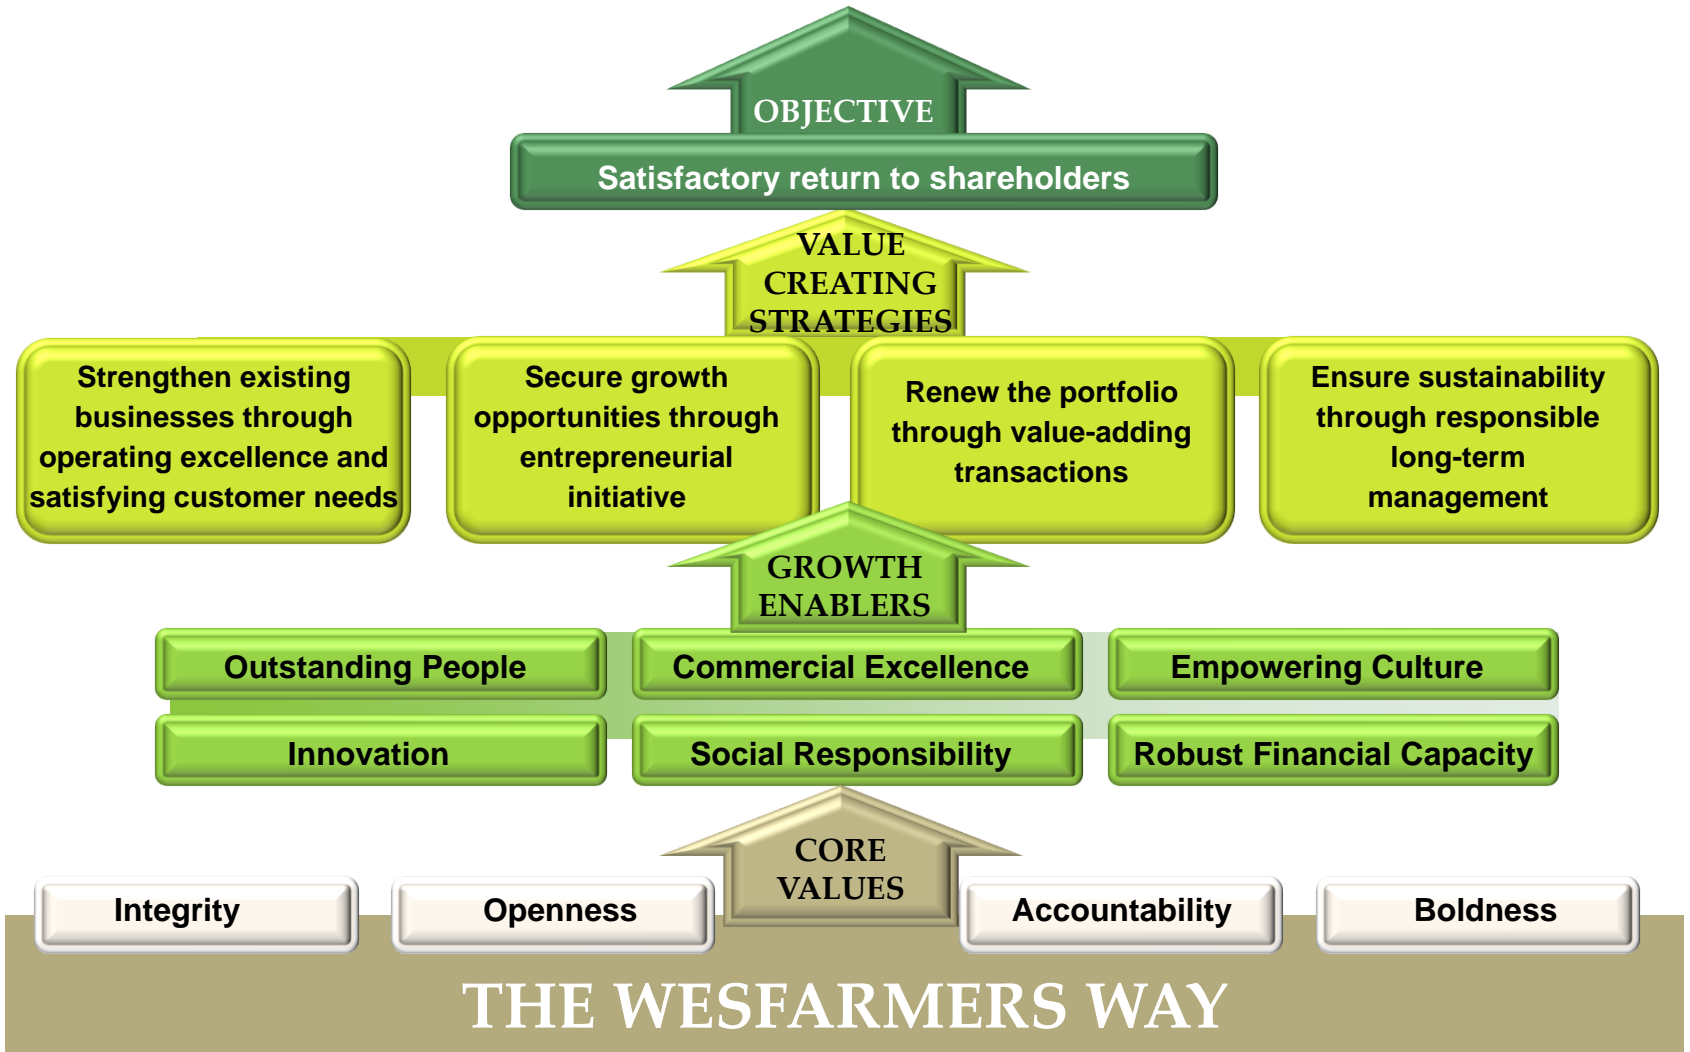 OBJECTIVE
Satisfactory return to shareholders
VALUE
CREATING
STRATEGIES
Strengthen existing
businesses through
operating excellence and
satisfying customer needs
Secure growth
opportunities through
entrepreneurial
initiative
Renew the portfolio
through value-adding
transactions
Ensure sustainability
through responsible
long-term
management
GROWTH
ENABLERS
Outstanding People
Commercial Excellence
Empowering Culture
Innovation
Social Responsibility
Robust Financial Capacity
CORE
VALUES
Integrity
Openness
Accountability
Boldness
THE WESFARMERS WAY